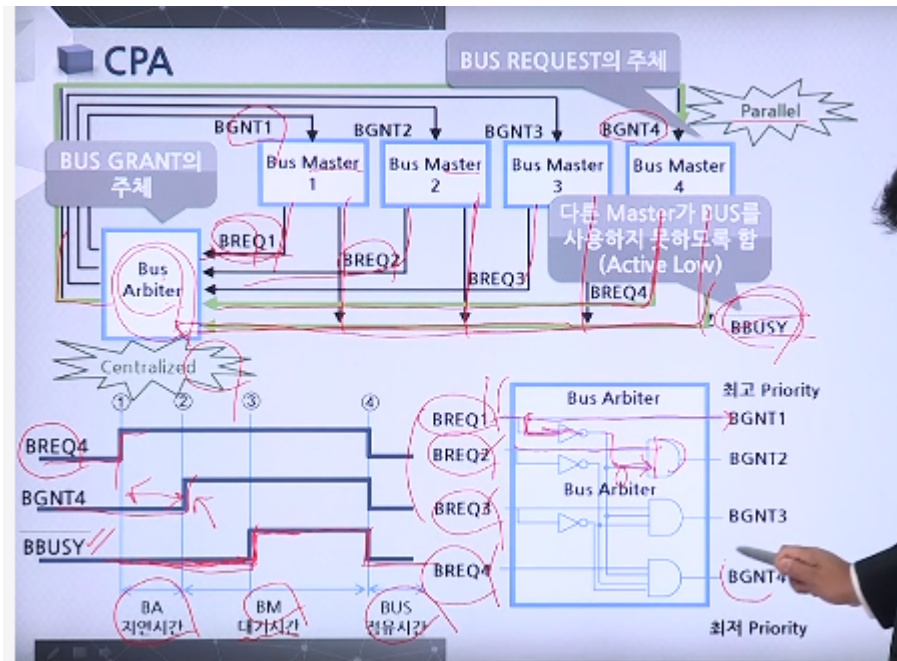 CPA
BUS REQUEST의 주체
Parallel
BGNT1
BGNT2
BGNT3
BGNT4
BUS GRANT의
주체
Bus Master
1
Bus Master
2
Bus Master
3
Bus Master
4
다른 Master가 BUS를
사용하지 못하도록 함
(Active Low)
BREQ1
BREQ2
BREQ3
BREQ4
Bus
Arbiter
BBUSY
Centralized
① ② ③ ④
BREQ4
BGNT4
BBUSY
BA
지연시간
BM
대기시간
BUS
점유시간
Bus Arbiter
최고 Priority
BREQ1
BGNT1
BREQ2
BGNT2
Bus Arbiter
BREQ3
BGNT3
BREQ4
BGNT4
최저 Priority